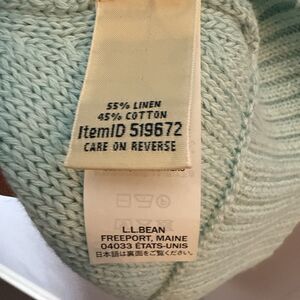 55% LINEN
45% COTTON
ItemID 519672
CARE ON REVERSE
L.L.BEAN
FREEPORT, MAINE
04033 ÉTATS-UNIS
日本語は裏面をご覧ください。